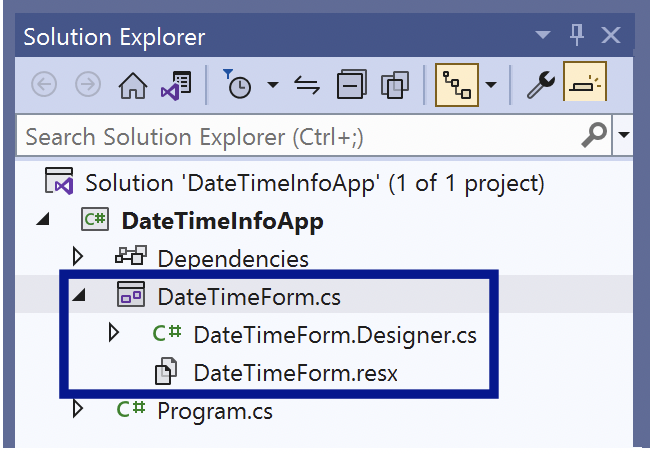 Solution Explorer
Search Solution Explorer (Ctrl+;)
Solution 'DateTimeInfoApp' (1 of 1 project)
C# DateTimeInfoApp
Dependencies
DateTimeForm.cs
C# DateTimeForm.Designer.cs
DateTimeForm.resx
C# Program.cs